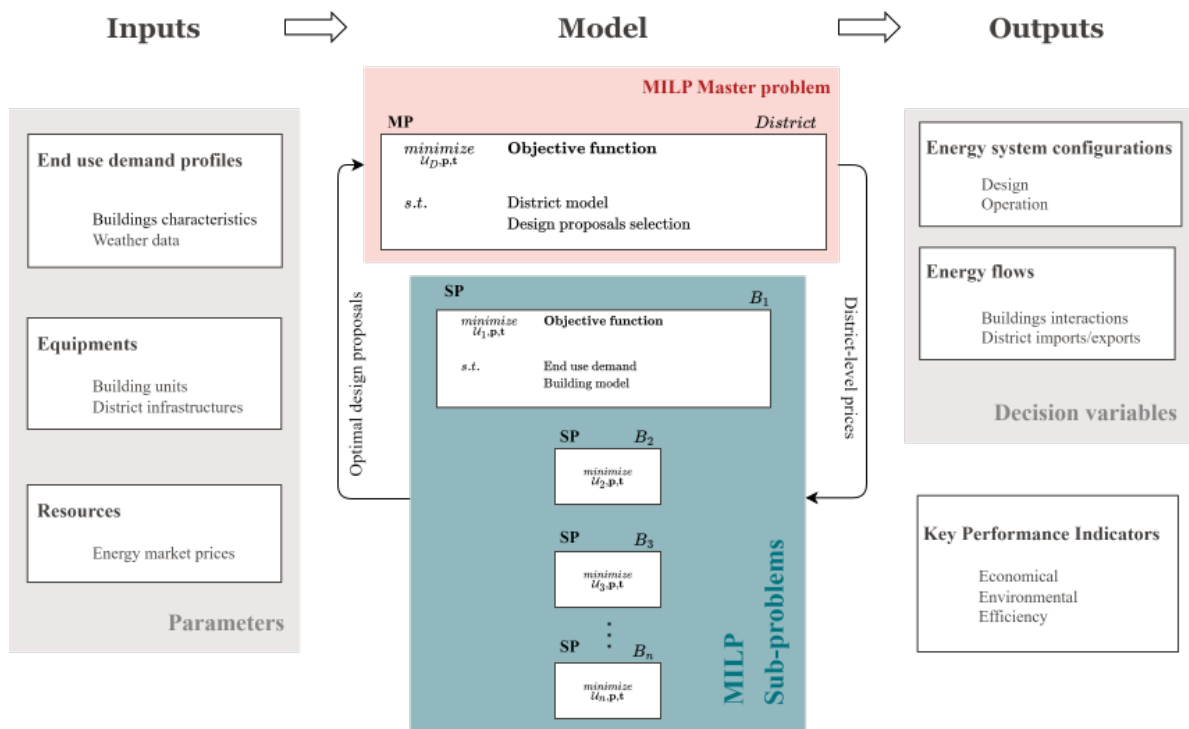 Inputs
Model
Outputs
End use demand profiles
Buildings characteristics
Weather data
Equipments
Building units
District infrastructures
Resources
Energy market prices
Parameters
MILP Master problem
MP
District
minimize
𝒰_D,p,t
Objective function
s.t.
District model
Design proposals selection
Optimal design proposals
District-level prices
SP
B₁
minimize
𝒰₁,p,t
Objective function
s.t.
End use demand
Building model
SP
B₂
minimize
𝒰₂,p,t
SP
B₃
minimize
𝒰₃,p,t
⋮
SP
Bₙ
minimize
𝒰ₙ,p,t
MILP
Sub-problems
Energy system configurations
Design
Operation
Energy flows
Buildings interactions
District imports/exports
Decision variables
Key Performance Indicators
Economical
Environmental
Efficiency